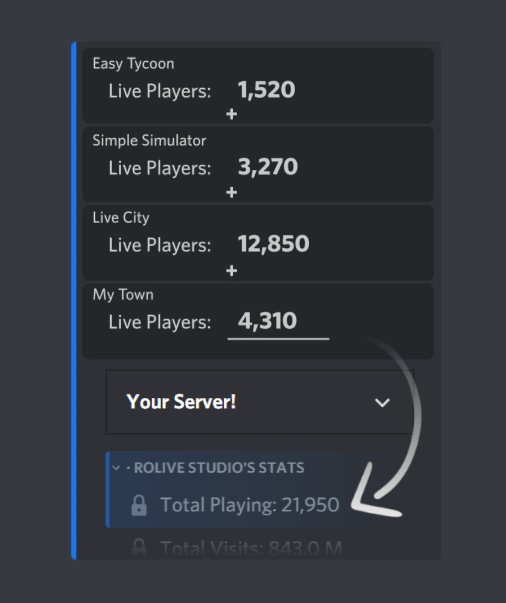 Easy Tycoon
Live Players: 1,520
+
Simple Simulator
Live Players: 3,270
+
Live City
Live Players: 12,850
+
My Town
Live Players: 4,310
Your Server!
- ROLIVE STUDIO'S STATS
Total Playing: 21,950
Total Visits: 843.0 M